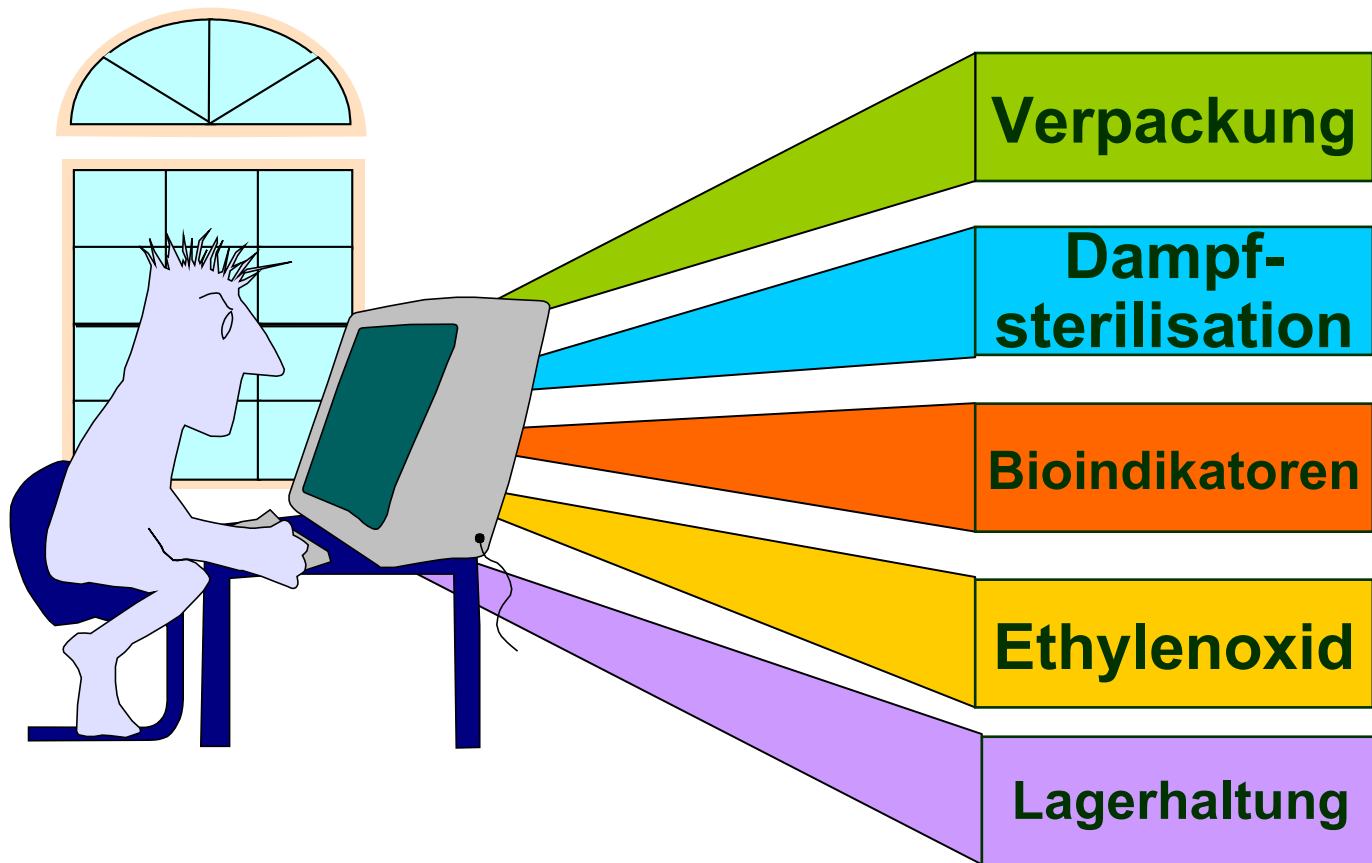 Verpackung
Dampf-
sterilisation
Bioindikatoren
Ethylenoxid
Lagerhaltung